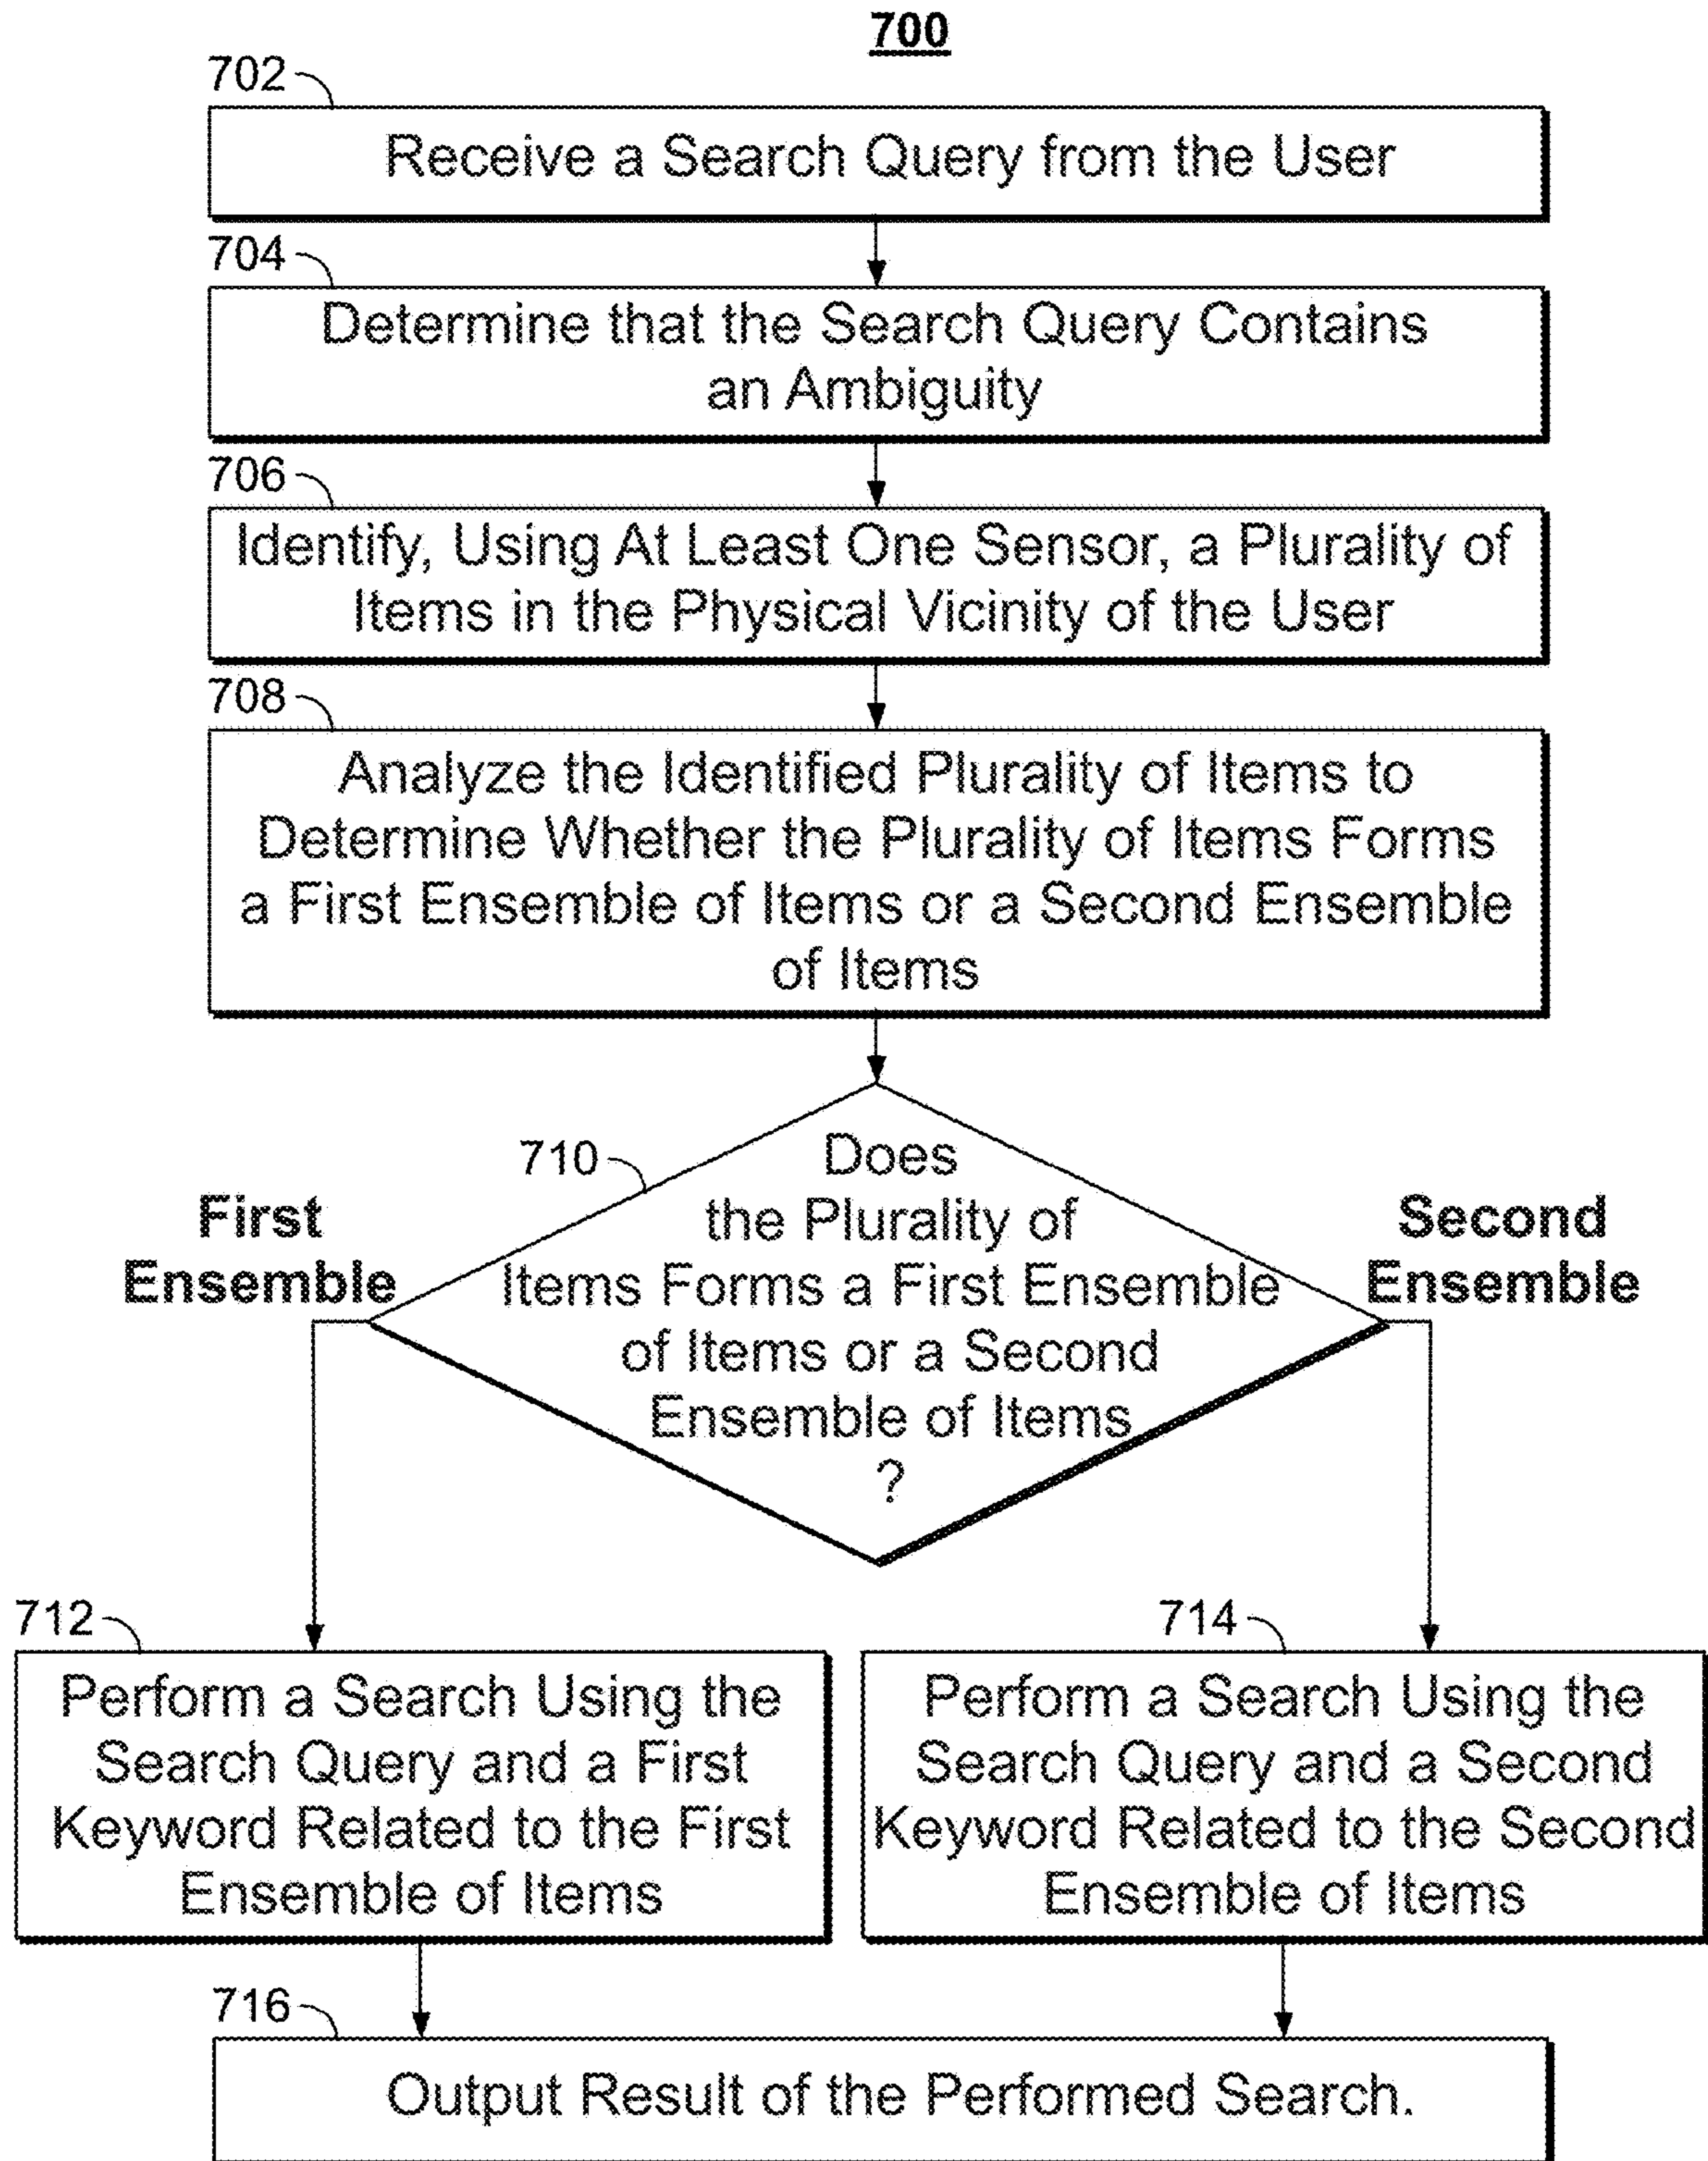 700
702
Receive a Search Query from the User
704
Determine that the Search Query Contains
an Ambiguity
706
Identify, Using At Least One Sensor, a Plurality of
Items in the Physical Vicinity of the User
708
Analyze the Identified Plurality of Items to
Determine Whether the Plurality of Items Forms
a First Ensemble of Items or a Second Ensemble
of Items
710
Does
the Plurality of
Items Forms a First Ensemble
of Items or a Second
Ensemble of Items
?
First
Ensemble
Second
Ensemble
712
Perform a Search Using the
Search Query and a First
Keyword Related to the First
Ensemble of Items
714
Perform a Search Using the
Search Query and a Second
Keyword Related to the Second
Ensemble of Items
716
Output Result of the Performed Search.